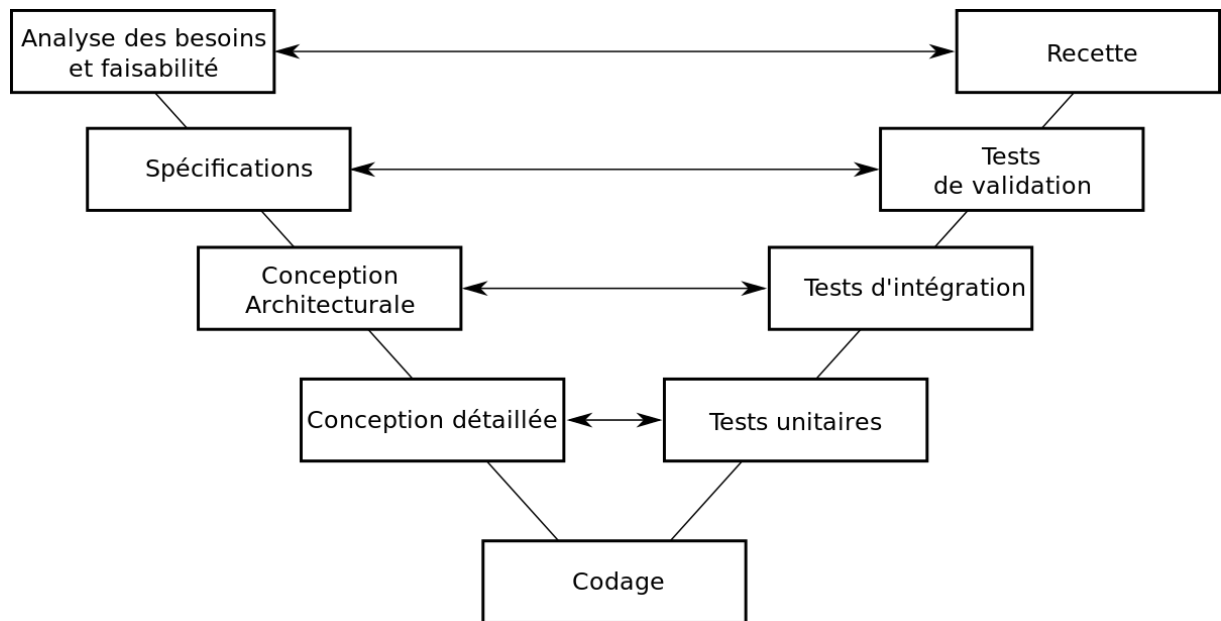 Analyse des besoins
et faisabilité
Recette
Spécifications
Tests
de validation
Conception
Architecturale
Tests d'intégration
Conception détaillée
Tests unitaires
Codage